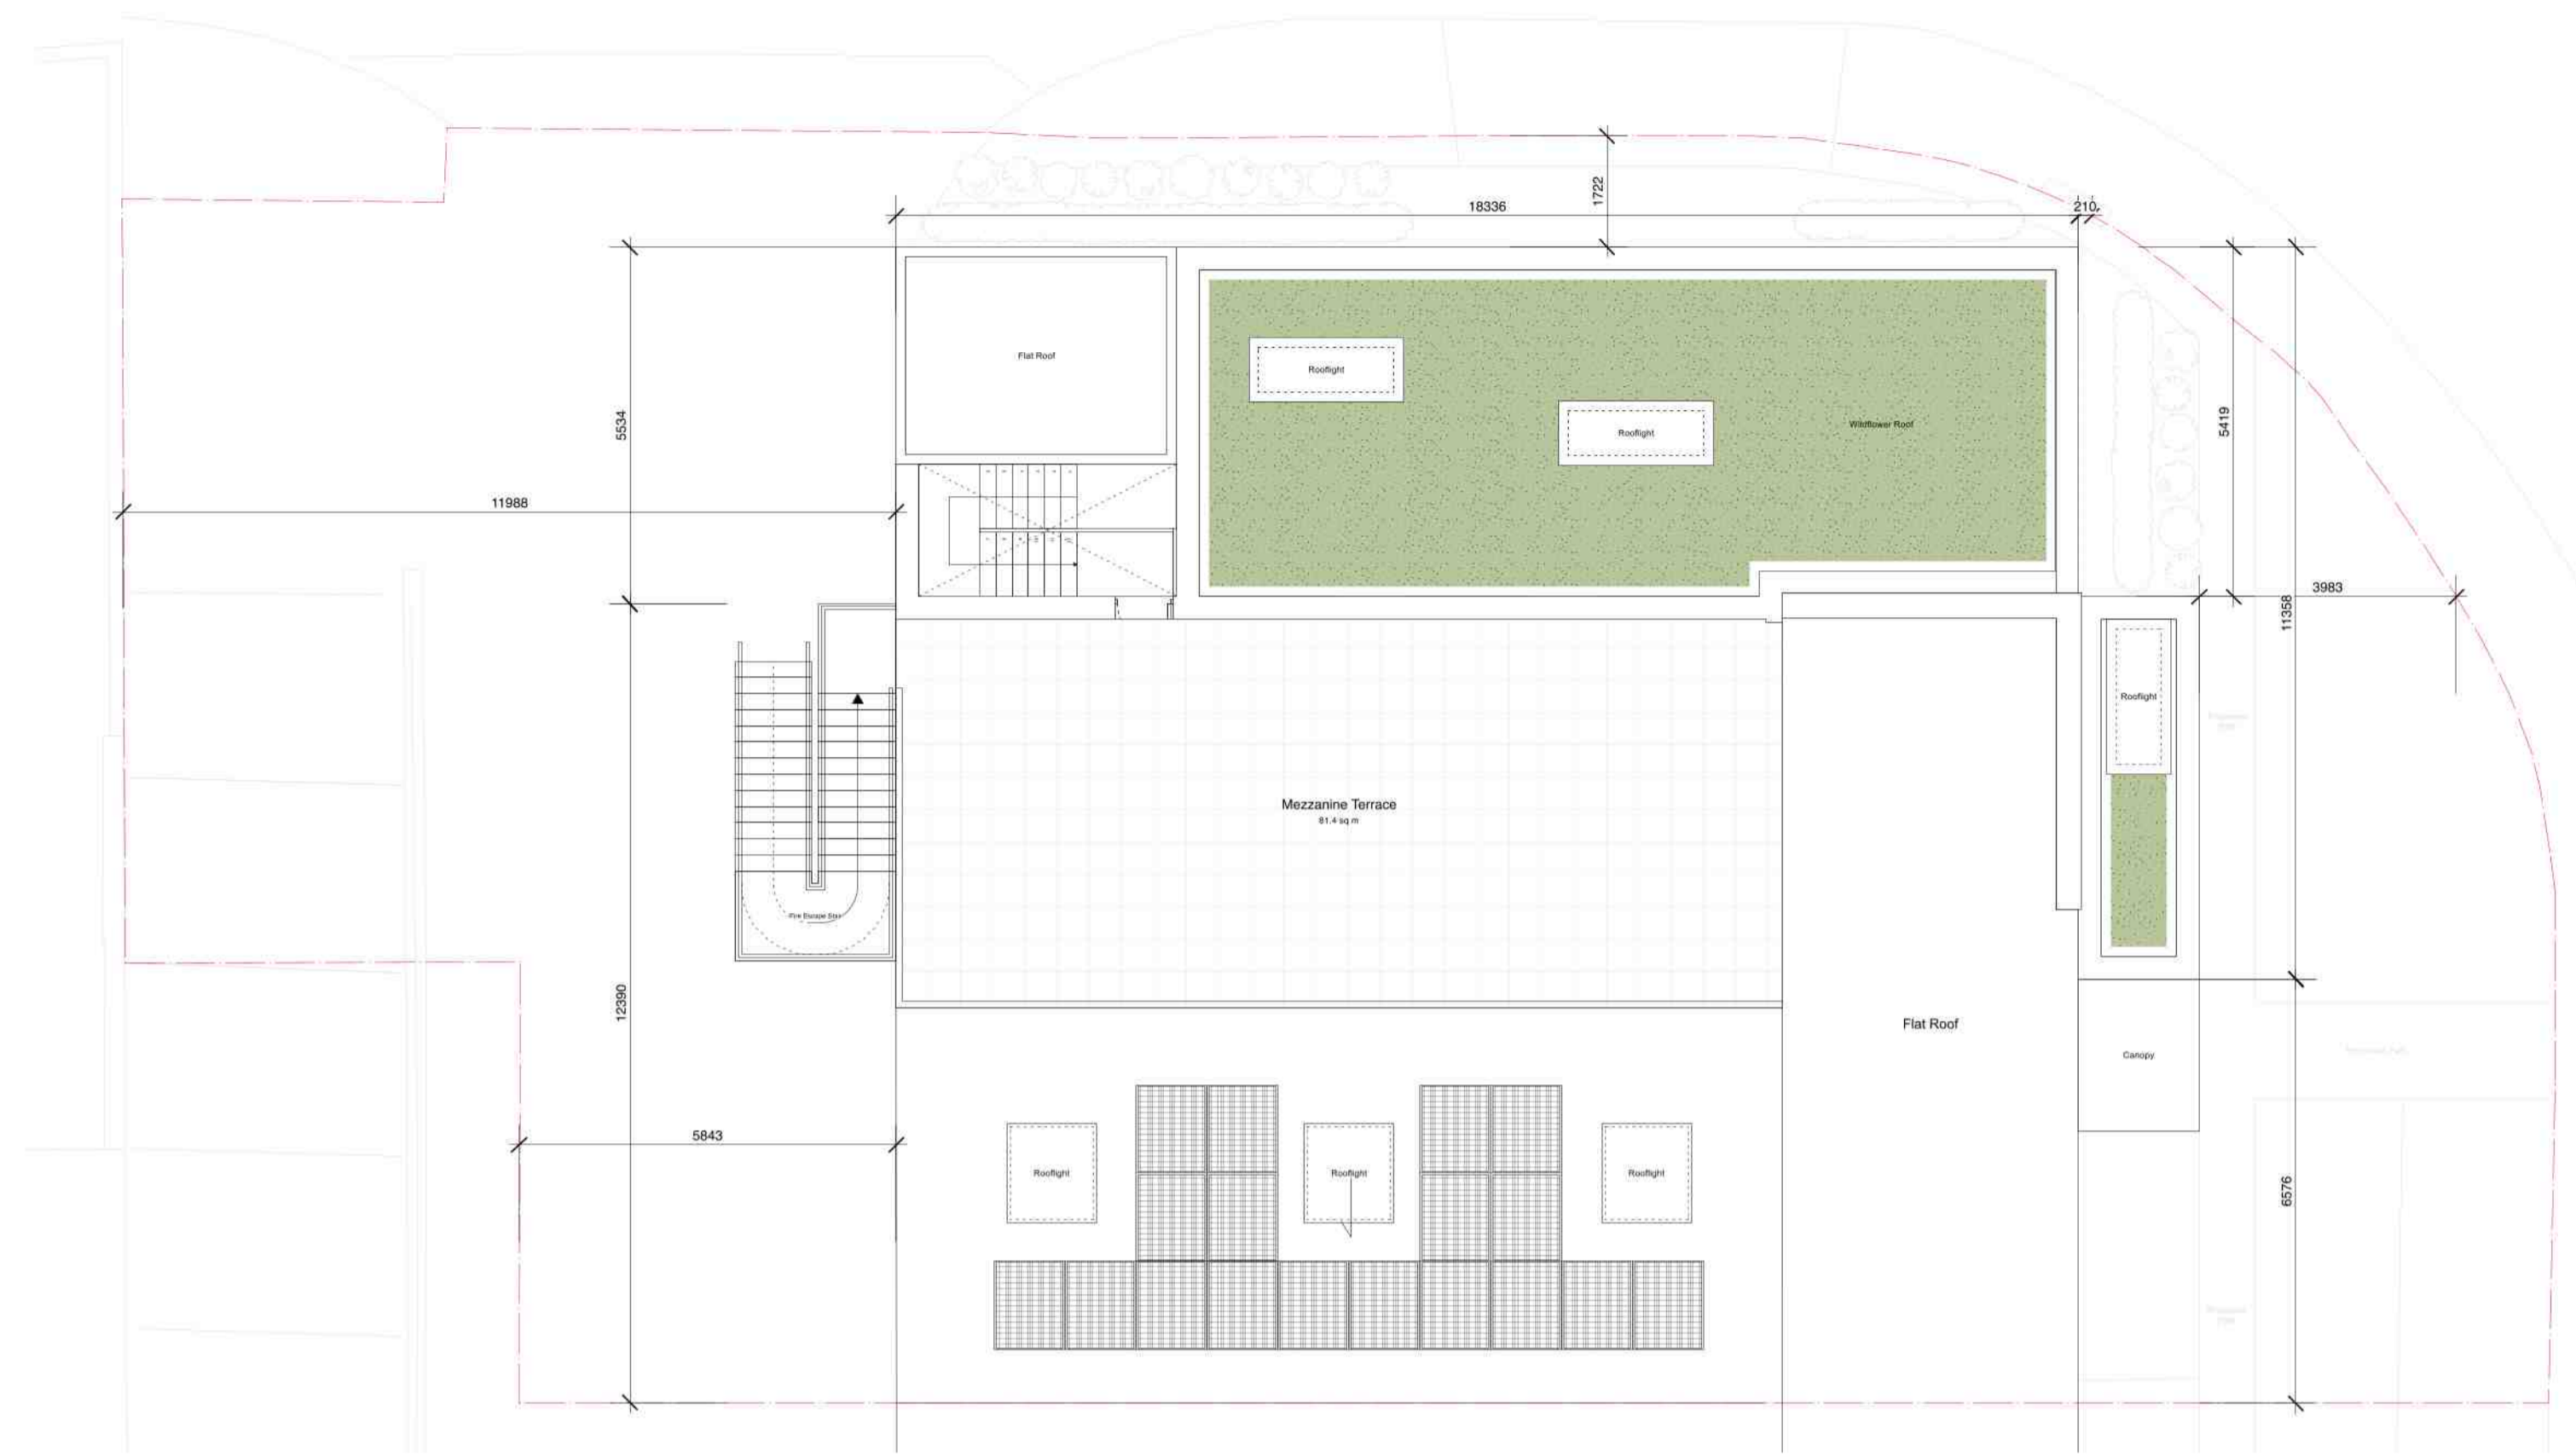 17722
18336
210
Flat Roof
Rooflight
Rooflight
Wildflower Roof
5534
5419
11988
3983
11358
Rooflight
Mezzanine Terrace
81.4 sq m
Fire Escape Stair
12390
Flat Roof
Canopy
5843
Rooflight
Rooflight
Rooflight
6576